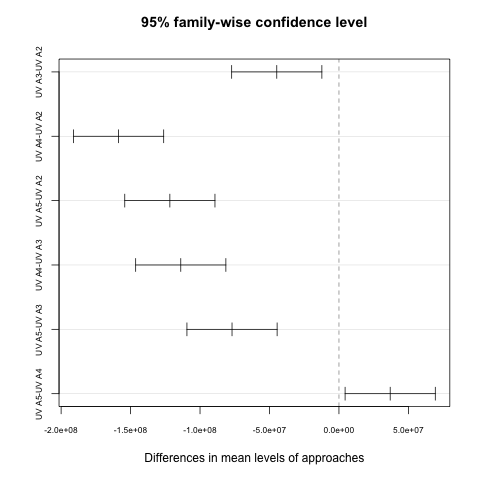 95% family-wise confidence level
UV A3-UV A2
UV A4-UV A2
UV A5-UV A2
UV A4-UV A3
UV A5-UV A3
UV A5-UV A4
-2.0e+08 -1.5e+08 -1.0e+08 -5.0e+07 0.0e+00 5.0e+07
Differences in mean levels of approaches